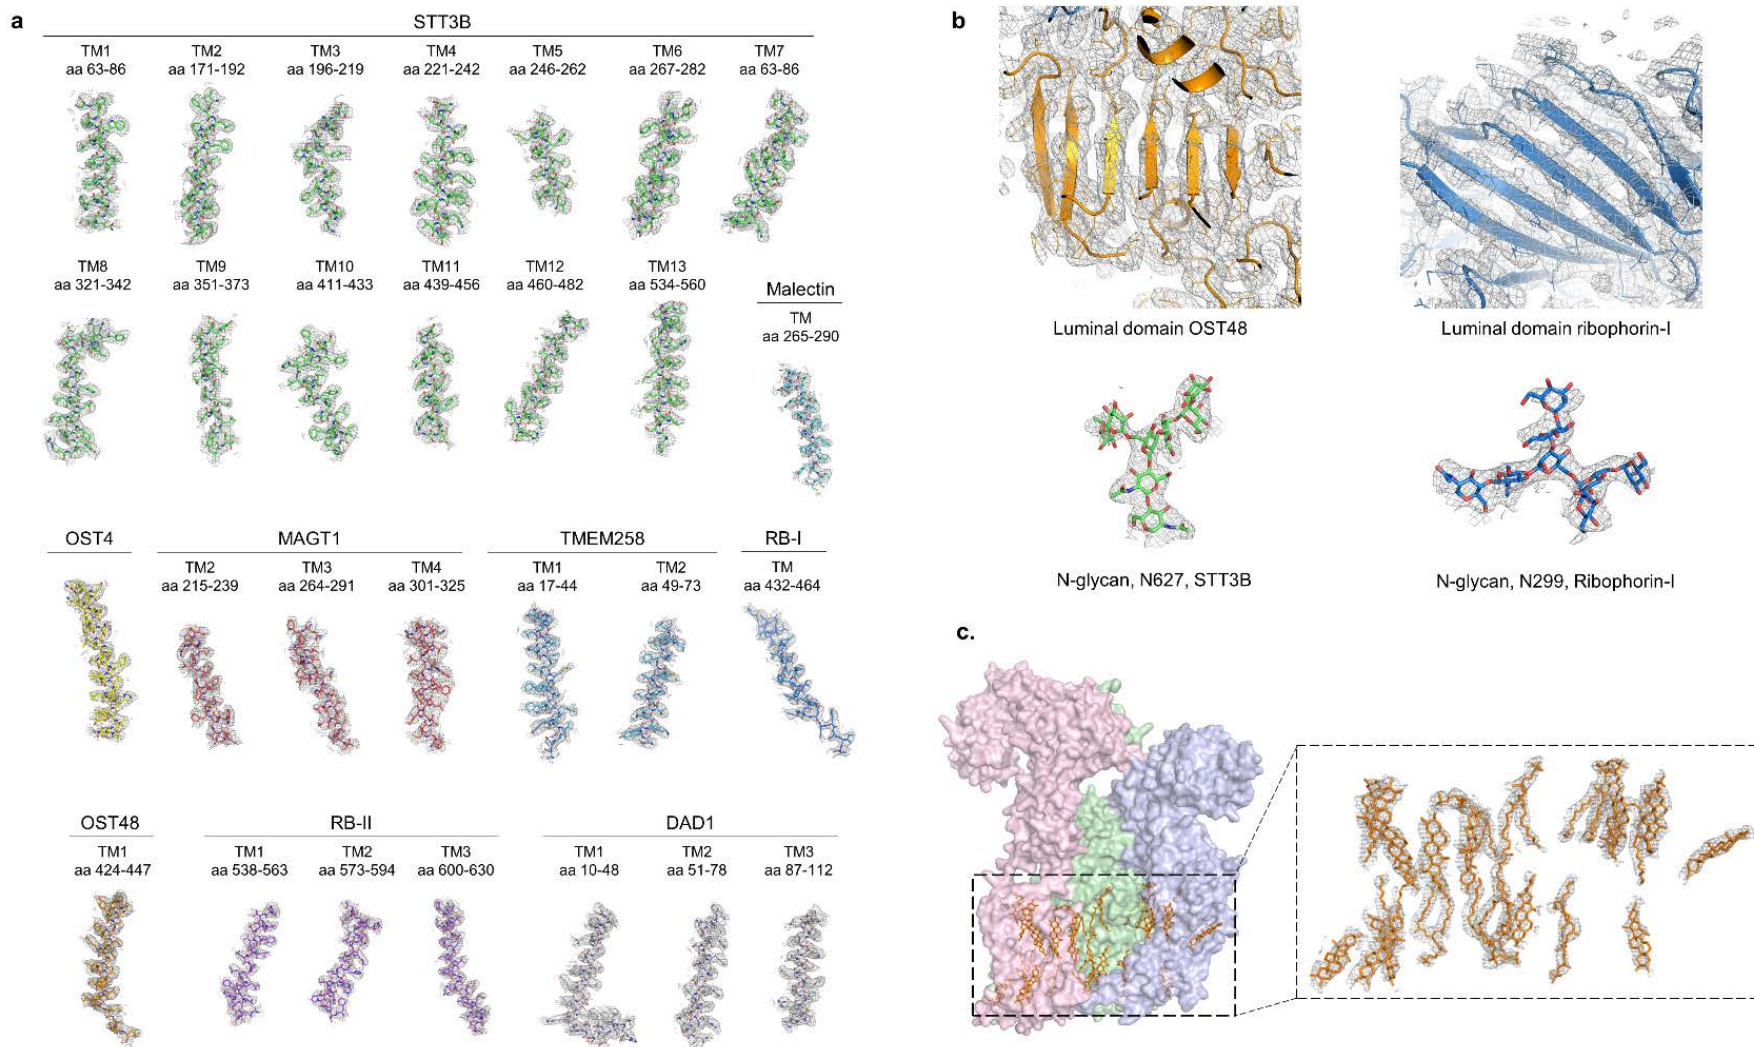 a
STT3B
TM1 TM2 TM3 TM4 TM5 TM6 TM7
aa 63-86 aa 171-192 aa 196-219 aa 221-242 aa 246-262 aa 267-282 aa 63-86
TM8 TM9 TM10 TM11 TM12 TM13
aa 321-342 aa 351-373 aa 411-433 aa 439-456 aa 460-482 aa 534-560
Malectin
TM
aa 265-290
OST4 MAGT1 TMEM258 RB-I
TM2 TM3 TM4 TM1 TM2 TM
aa 215-239 aa 264-291 aa 301-325 aa 17-44 aa 49-73 aa 432-464
OST48 RB-II DAD1
TM1 TM1 TM2 TM3 TM1 TM2 TM3
aa 424-447 aa 538-563 aa 573-594 aa 600-630 aa 10-48 aa 51-78 aa 87-112
b
Luminal domain OST48 Luminal domain ribophorin-I
N-glycan, N627, STT3B N-glycan, N299, Ribophorin-I
c.